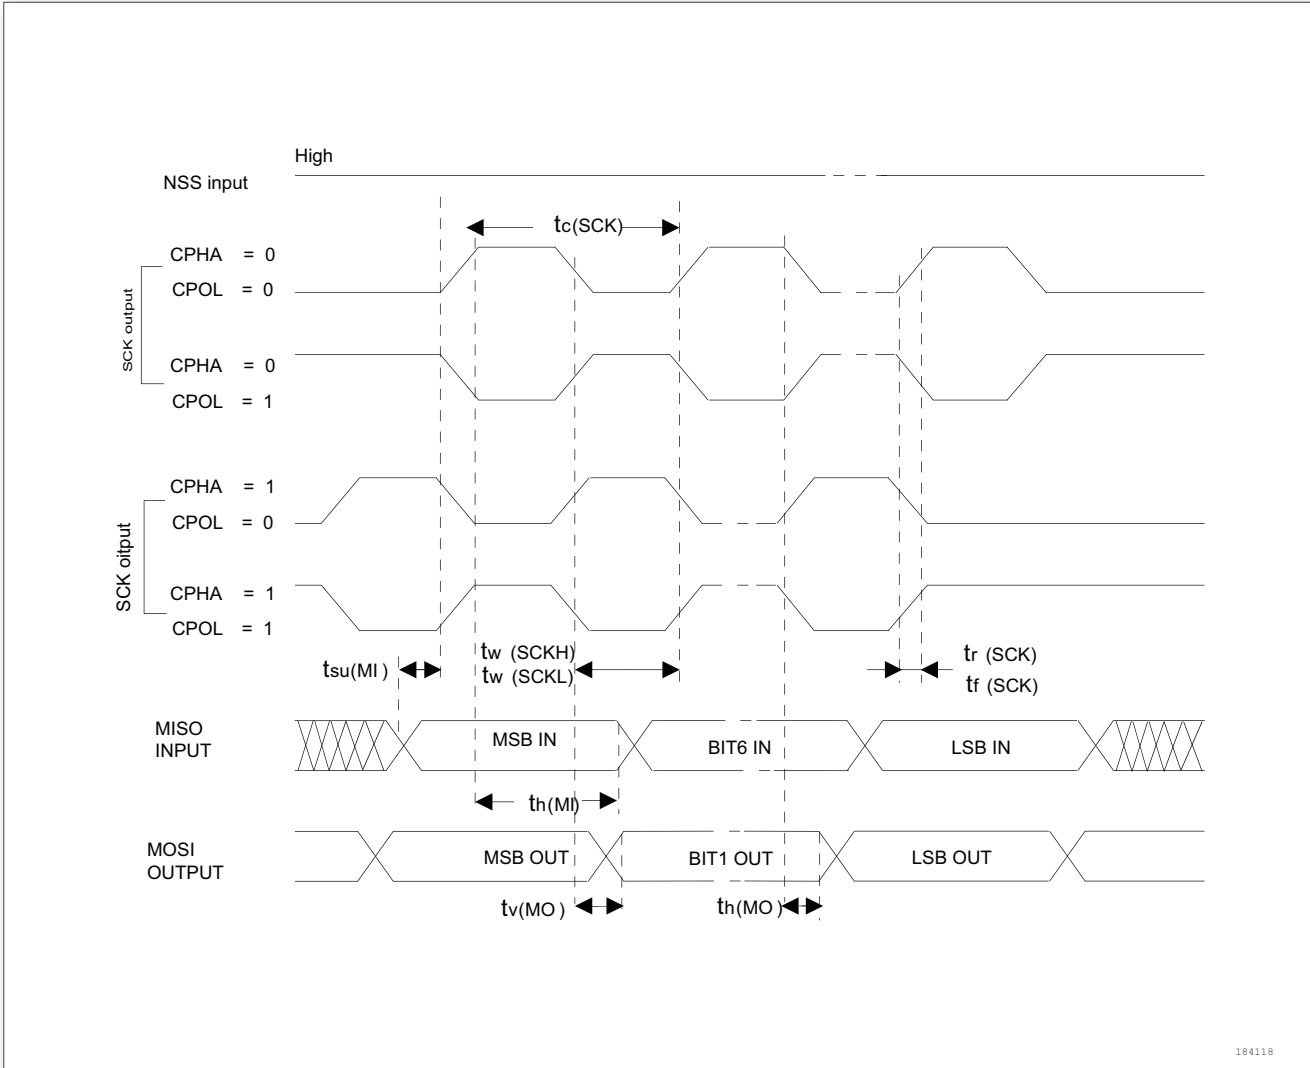 High
NSS input
tc(SCK)
CPHA = 0
CPOL = 0
SCK output
CPHA = 0
CPOL = 1
CPHA = 1
CPOL = 0
SCK oitput
CPHA = 1
CPOL = 1
tsu(MI)
tw (SCKH)
tw (SCKL)
tr (SCK)
tf (SCK)
MISO
INPUT
MSB IN
BIT6 IN
LSB IN
th(MI)
MOSI
OUTPUT
MSB OUT
BIT1 OUT
LSB OUT
tv(MO)
th(MO)
184118